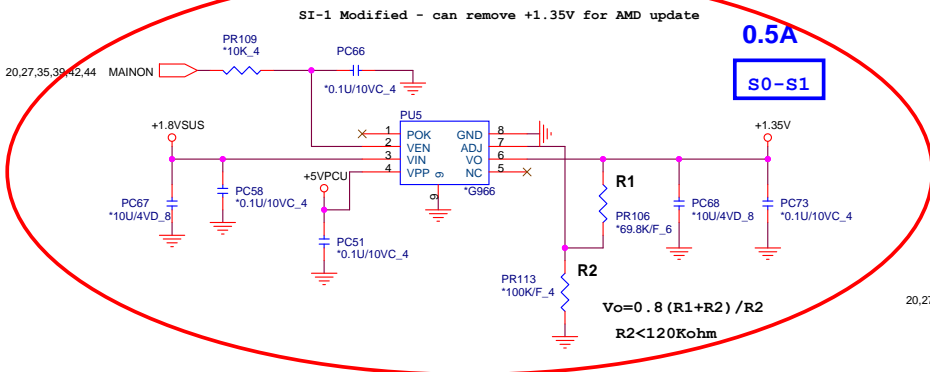 SI-1 Modified - can remove +1.35V for AMD update
0.5A
S0-S1
PR109
*10K_4
PC66
*0.1U/10VC_4
20,27,35,39,42,44 MAINON
PU5
+1.8VSUS
+5VPCU
+1.35V
1 POK GND 8
2 VEN ADJ 7
3 VIN VO 6
4 VPP NC 5
9
9
*G966
PC67
*10U/4VD_8
PC58
*0.1U/10VC_4
PC51
*0.1U/10VC_4
R1
PR106
*69.8K/F_6
PC68
*10U/4VD_8
PC73
*0.1U/10VC_4
R2
PR113
*100K/F_4
Vo=0.8(R1+R2)/R2
R2<120Kohm
20,27